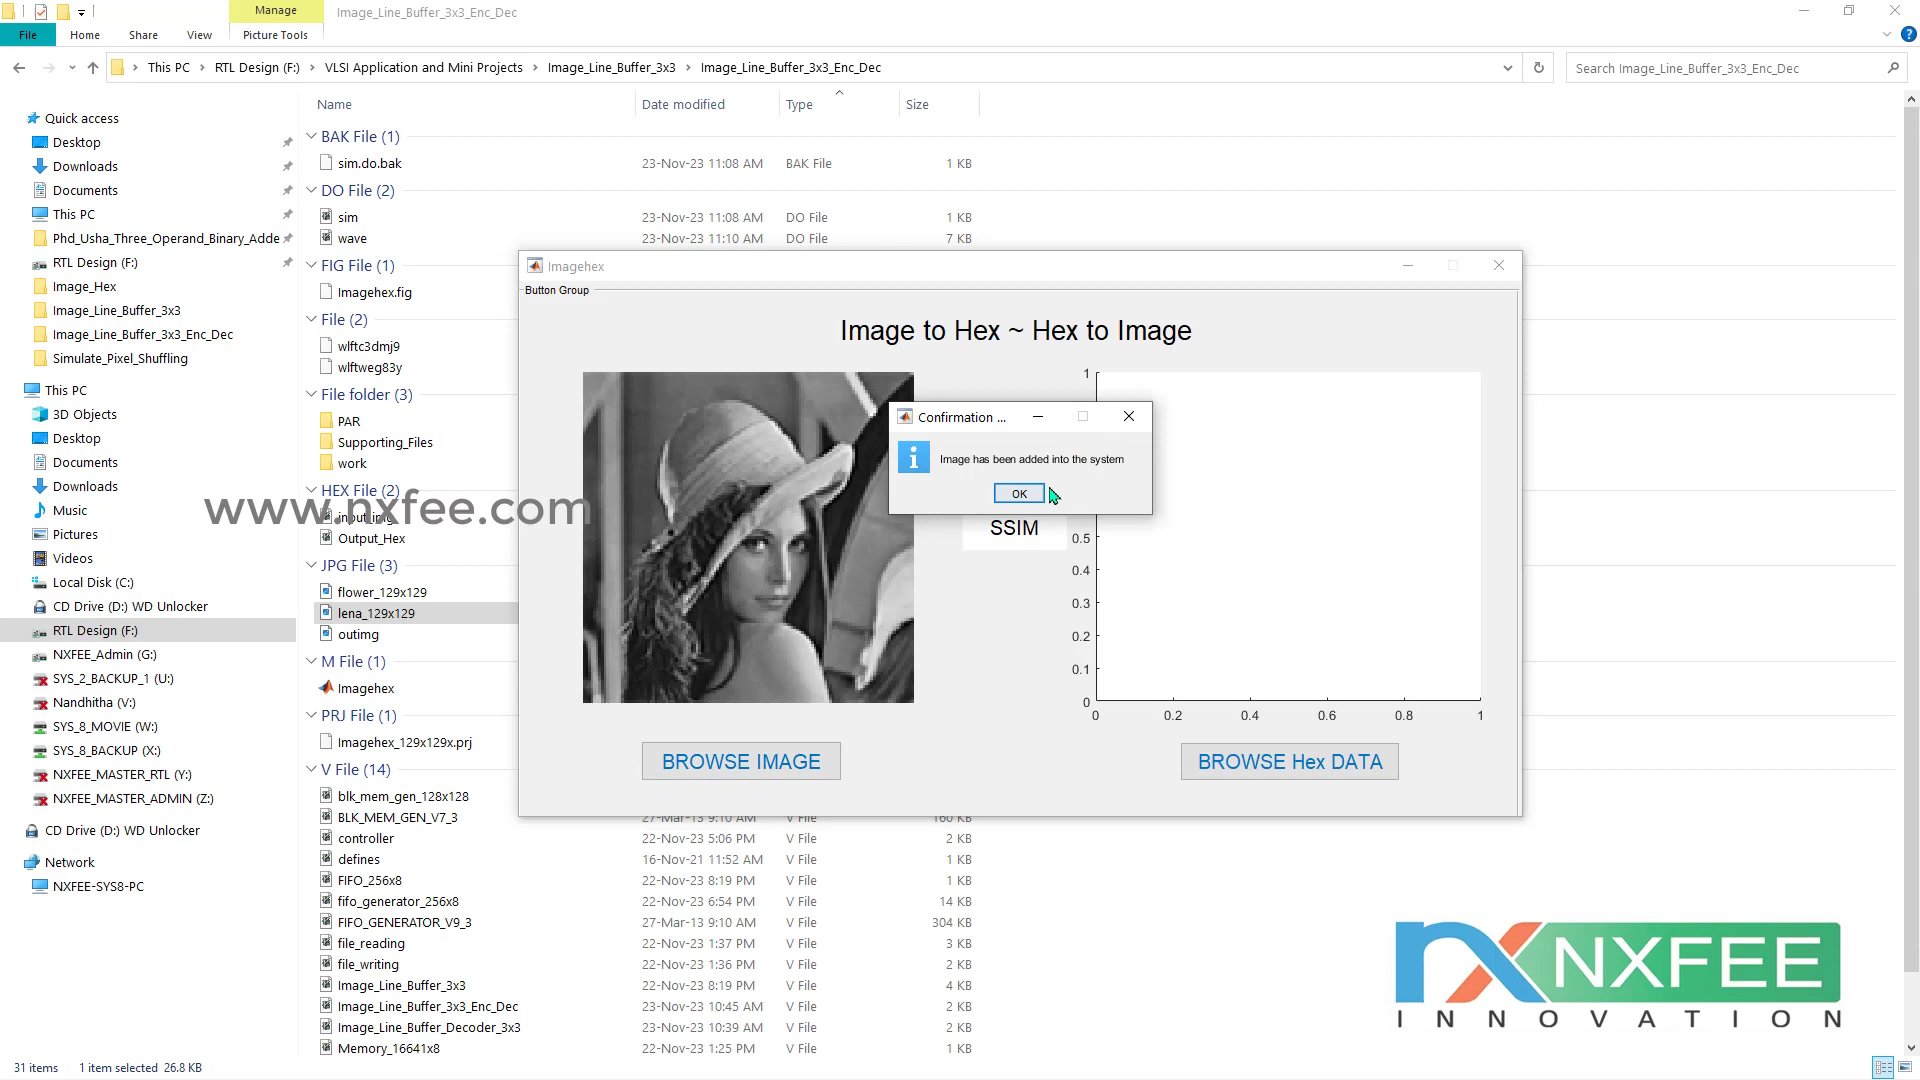 Manage
Image_Line_Buffer_3x3_Enc_Dec
File
Home
Share
View
Picture Tools
This PC
RTL Design (F:)
VLSI Application and Mini Projects
Image_Line_Buffer_3x3
Image_Line_Buffer_3x3_Enc_Dec
Search Image_Line_Buffer_3x3_Enc_Dec
Name
Date modified
Type
Size
Quick access
Desktop
Downloads
Documents
This PC
Phd_Usha_Three_Operand_Binary_Adde
RTL Design (F:)
Image_Hex
Image_Line_Buffer_3x3
Image_Line_Buffer_3x3_Enc_Dec
Simulate_Pixel_Shuffling
This PC
3D Objects
Desktop
Documents
Downloads
Music
Pictures
Videos
Local Disk (C:)
CD Drive (D:) WD Unlocker
RTL Design (F:)
NXFEE_Admin (G:)
SYS_2_BACKUP_1 (U:)
Nandhitha (V:)
SYS_8_MOVIE (W:)
SYS_8_BACKUP (X:)
NXFEE_MASTER_RTL (Y:)
NXFEE_MASTER_ADMIN (Z:)
CD Drive (D:) WD Unlocker
Network
NXFEE-SYS8-PC
BAK File (1)
sim.do.bak 23-Nov-23 11:08 AM BAK File 1 KB
DO File (2)
sim 23-Nov-23 11:08 AM DO File 1 KB
wave 23-Nov-23 11:10 AM DO File 7 KB
FIG File (1)
Imagehex.fig
File (2)
wlftc3dmj9
wlftweg83y
File folder (3)
PAR
Supporting_Files
work
HEX File (2)
input_img
Output_Hex
JPG File (3)
flower_129x129
lena_129x129
outimg
M File (1)
Imagehex
PRJ File (1)
Imagehex_129x129x.prj
V File (14)
blk_mem_gen_128x128
BLK_MEM_GEN_V7_3 27-Mar-13 9:10 AM V File 160 KB
controller 22-Nov-23 5:06 PM V File 2 KB
defines 16-Nov-21 11:52 AM V File 1 KB
FIFO_256x8 22-Nov-23 8:19 PM V File 1 KB
fifo_generator_256x8 22-Nov-23 6:54 PM V File 14 KB
FIFO_GENERATOR_V9_3 27-Mar-13 9:10 AM V File 304 KB
file_reading 22-Nov-23 1:37 PM V File 3 KB
file_writing 22-Nov-23 1:36 PM V File 2 KB
Image_Line_Buffer_3x3 22-Nov-23 8:19 PM V File 4 KB
Image_Line_Buffer_3x3_Enc_Dec 23-Nov-23 10:45 AM V File 2 KB
Image_Line_Buffer_Decoder_3x3 23-Nov-23 10:39 AM V File 2 KB
Memory_16641x8 22-Nov-23 1:25 PM V File 1 KB
www.nxfee.com
Imagehex
Button Group
Image to Hex ~ Hex to Image
Confirmation ...
Image has been added into the system
OK
SSIM
1
0.5
0.4
0.3
0.2
0.1
0
0 0.2 0.4 0.6 0.8 1
BROWSE IMAGE
BROWSE Hex DATA
NXFEE
INNOVATION
31 items
1 item selected 26.8 KB